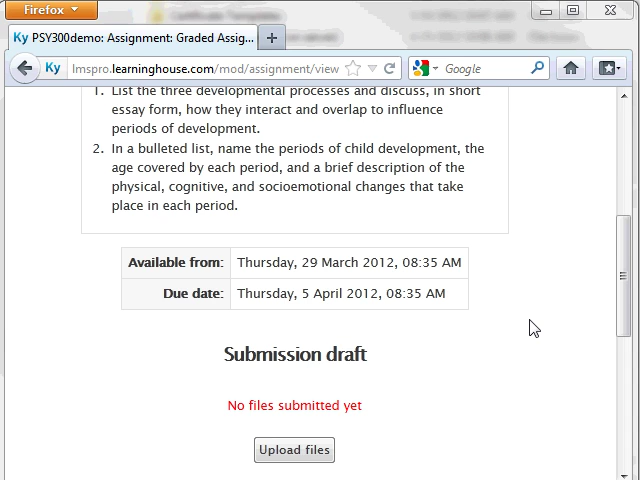 Firefox
Ky PSY300demo: Assignment: Graded Assig...
Ky lmspro.learninghouse.com/mod/assignment/view Google
1. List the three developmental processes and discuss, in short
essay form, how they interact and overlap to influence
periods of development.
2. In a bulleted list, name the periods of child development, the
age covered by each period, and a brief description of the
physical, cognitive, and socioemotional changes that take
place in each period.
Available from: Thursday, 29 March 2012, 08:35 AM
Due date: Thursday, 5 April 2012, 08:35 AM
Submission draft
No files submitted yet
Upload files